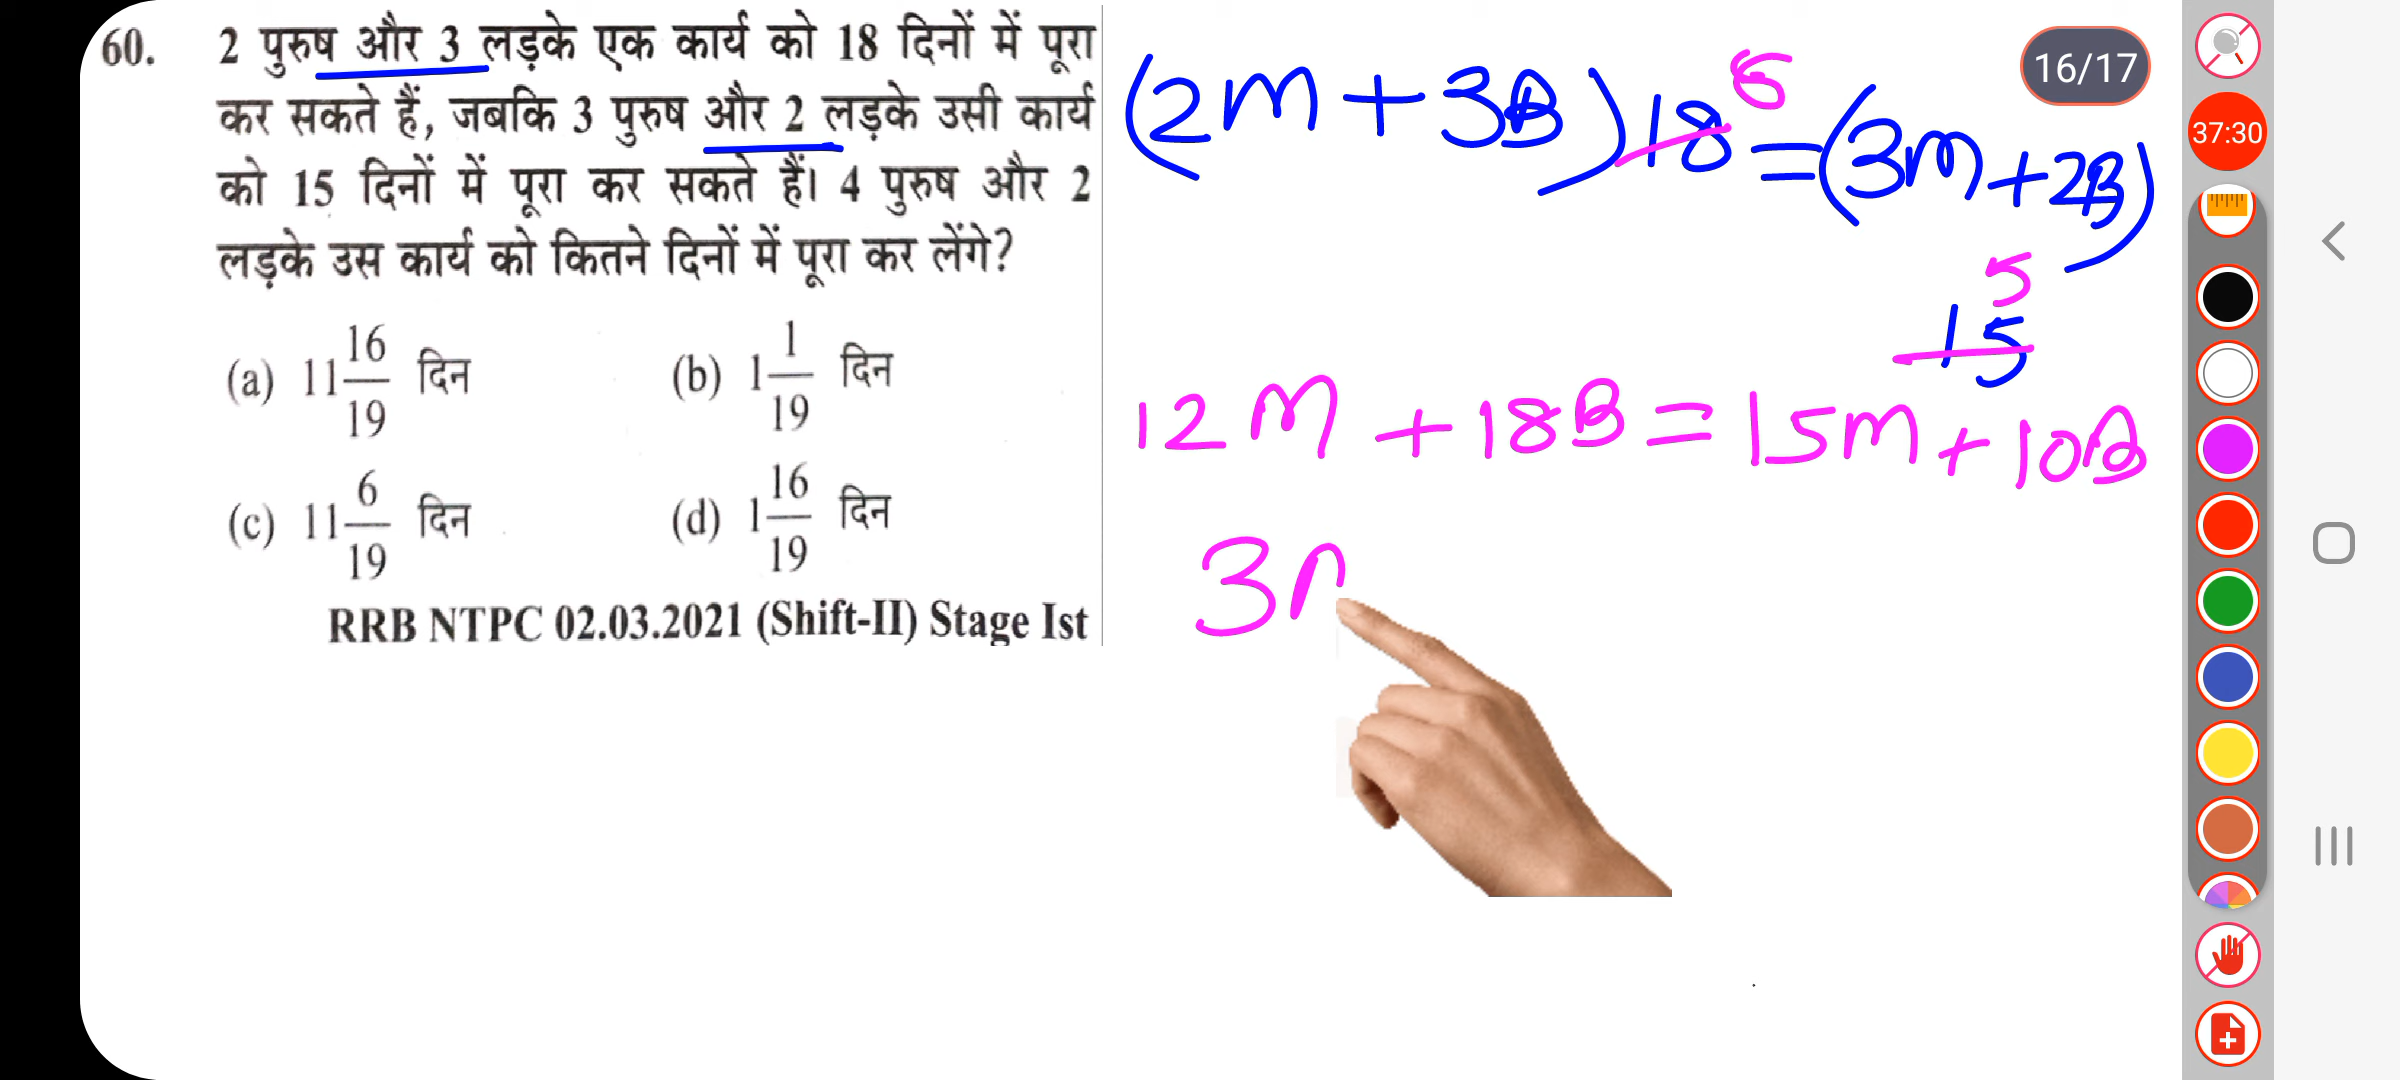 60. 2 पुरुष और 3 लड़के एक कार्य को 18 दिनों में पूरा
कर सकते हैं, जबकि 3 पुरुष और 2 लड़के उसी कार्य
को 15 दिनों में पूरा कर सकते हैं। 4 पुरुष और 2
लड़के उस कार्य को कितने दिनों में पूरा कर लेंगे?
(a) 11 16/19 दिन (b) 1 1/19 दिन
(c) 11 6/19 दिन (d) 1 16/19 दिन
RRB NTPC 02.03.2021 (Shift-II) Stage Ist
(2m + 3B) 18 6 = (3m + 2B)
5
15
12m + 18B = 15m + 10B
3
16/17
37:30